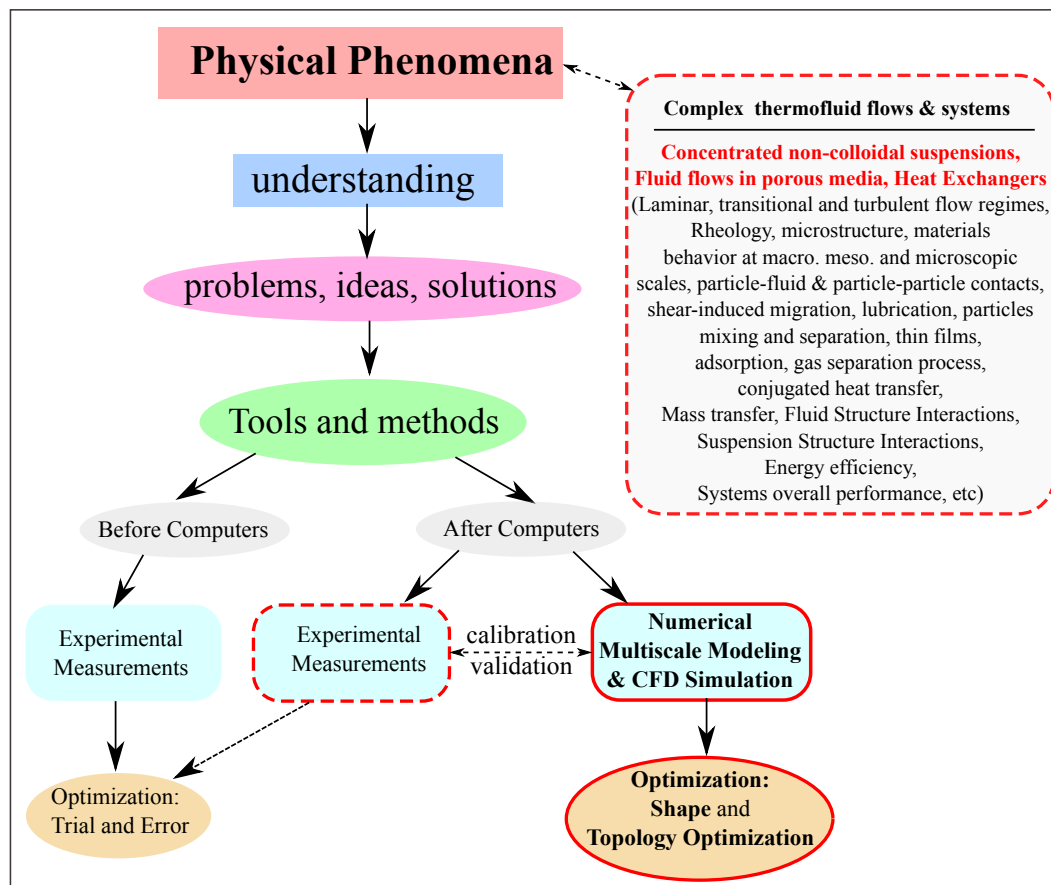 Physical Phenomena
understanding
problems, ideas, solutions
Tools and methods
Complex thermofluid flows & systems
Concentrated non-colloidal suspensions,
Fluid flows in porous media, Heat Exchangers
(Laminar, transitional and turbulent flow regimes,
Rheology, microstructure, materials
behavior at macro. meso. and microscopic
scales, particle-fluid & particle-particle contacts,
shear-induced migration, lubrication, particles
mixing and separation, thin films,
adsorption, gas separation process,
conjugated heat transfer,
Mass transfer, Fluid Structure Interactions,
Suspension Structure Interactions,
Energy efficiency,
Systems overall performance, etc)
Before Computers
After Computers
Experimental
Measurements
Experimental
Measurements
calibration
validation
Numerical
Multiscale Modeling
& CFD Simulation
Optimization:
Trial and Error
Optimization:
Shape and
Topology Optimization